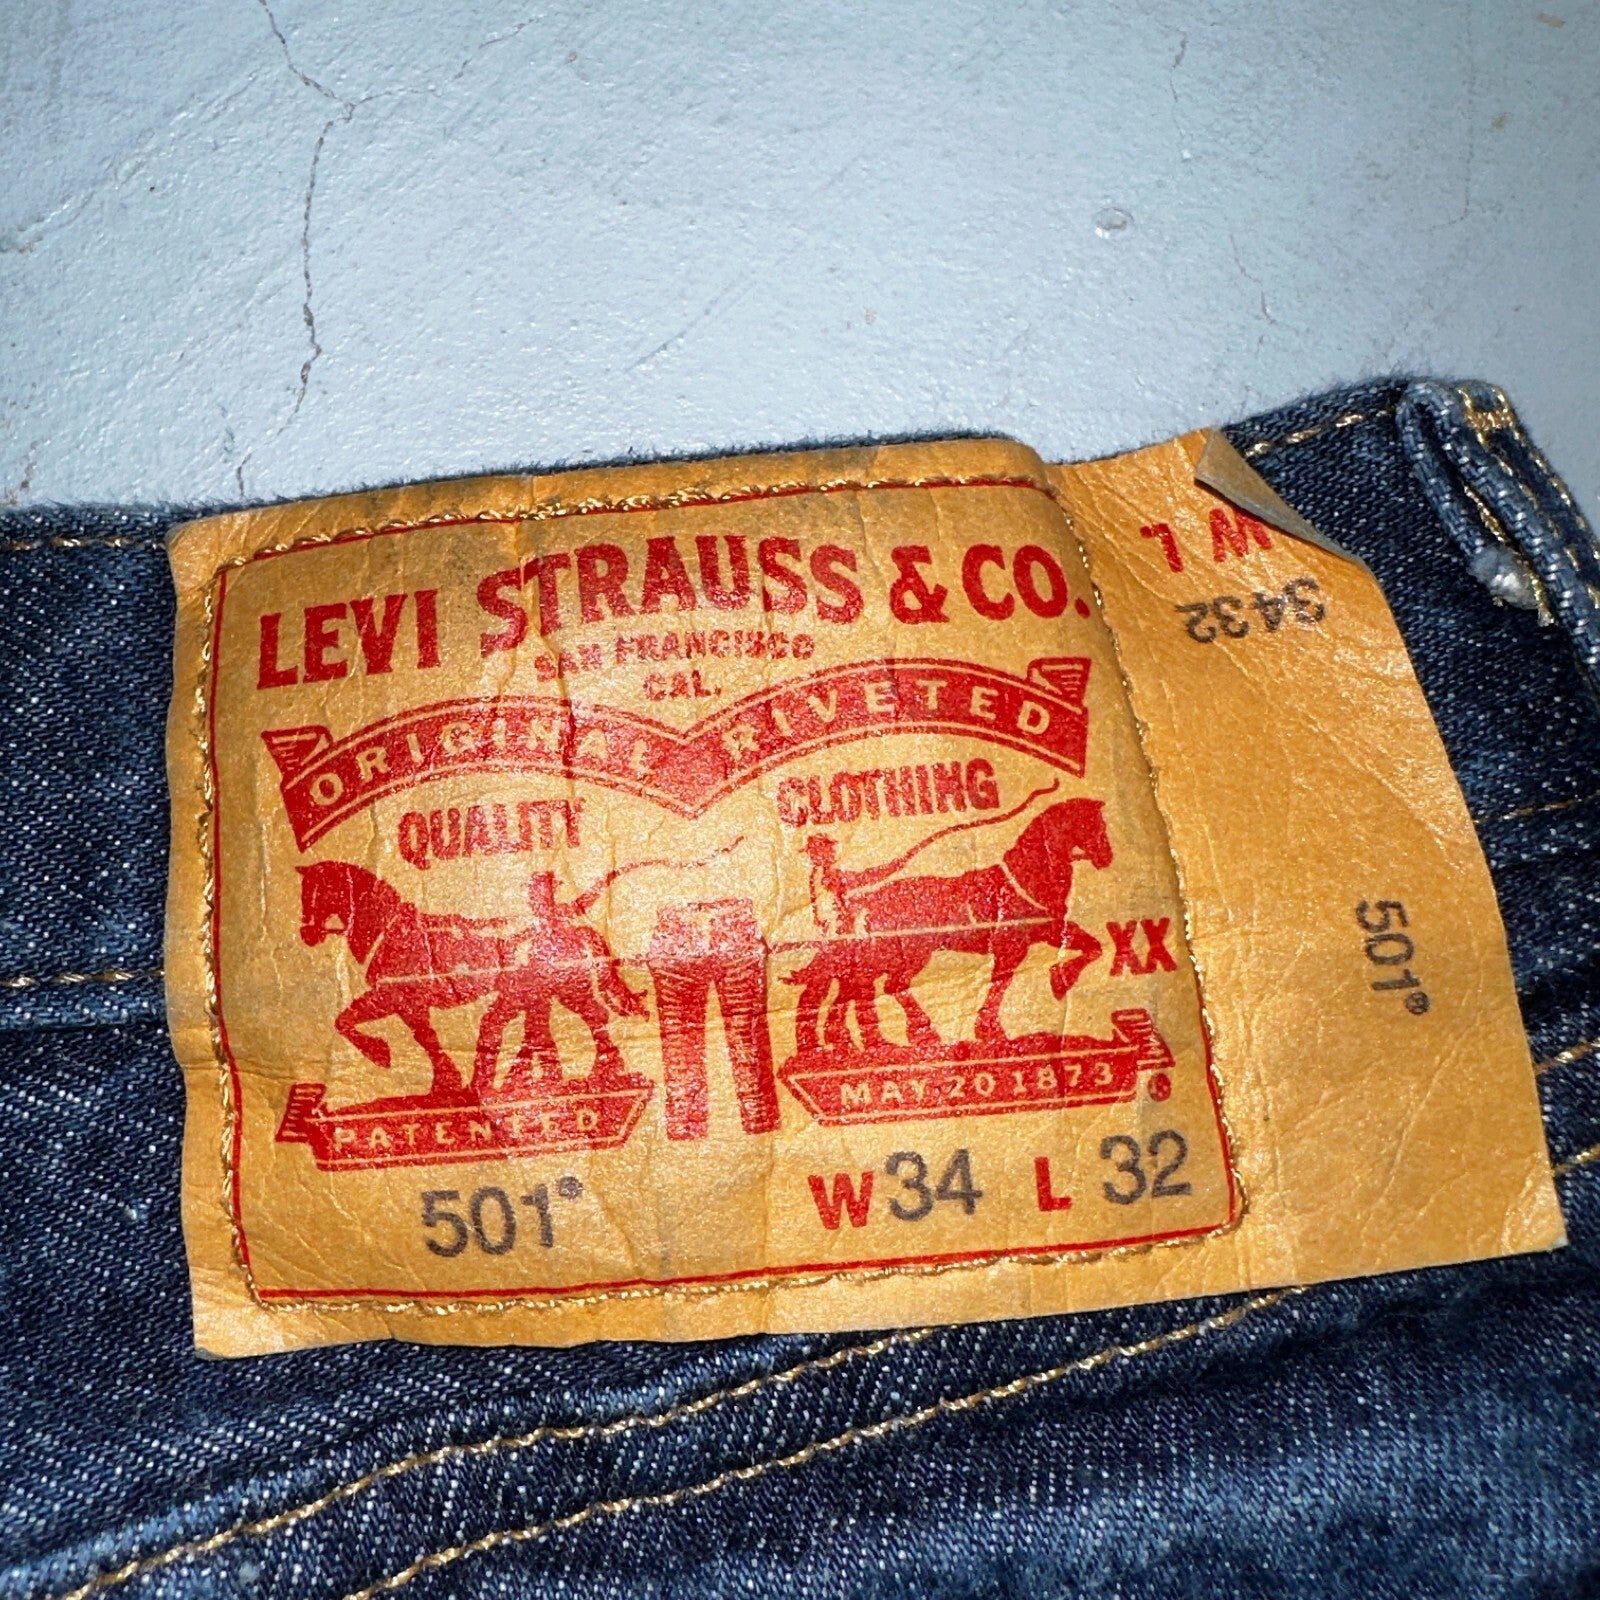 LEVI STRAUSS & CO.
SAN FRANCISCO
CAL.
ORIGINAL RIVETED
QUALITY CLOTHING
XX
PATENTED MAY 20 1873 ®
501® W 34 L 32
W L
3432
501®